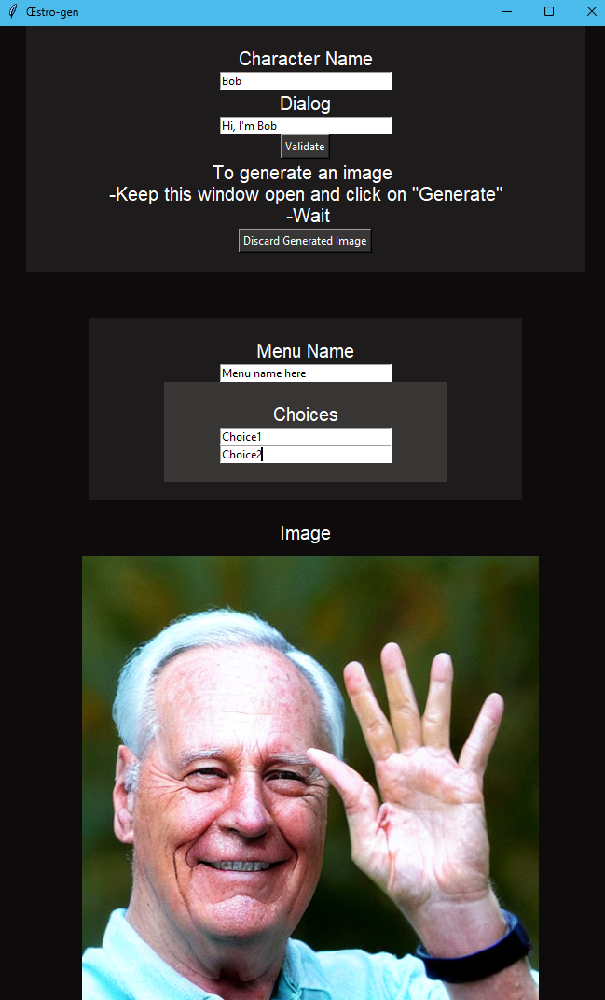 Œstro-gen
Character Name
Bob
Dialog
Hi, I'm Bob
Validate
To generate an image
-Keep this window open and click on "Generate"
-Wait
Discard Generated Image
Menu Name
Menu name here
Choices
Choice1
Choice2
Image